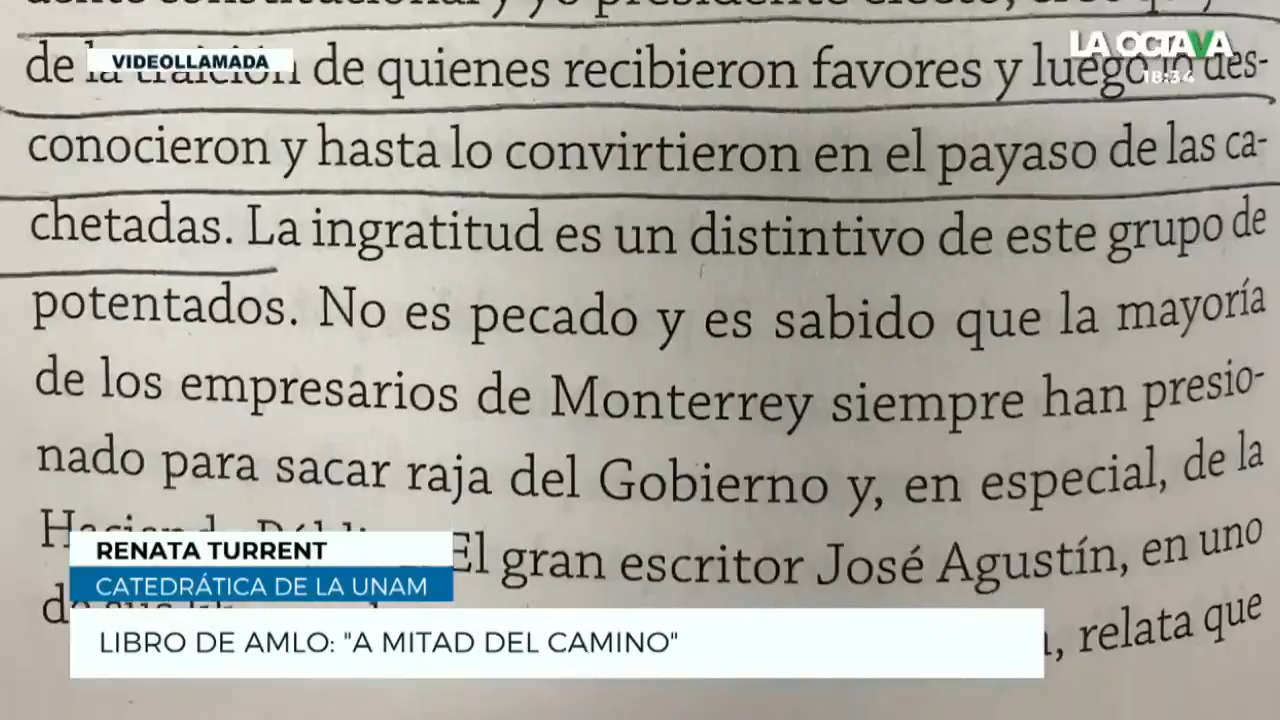 de la traición de quienes recibieron favores y luego lo des-
conocieron y hasta lo convirtieron en el payaso de las ca-
chetadas. La ingratitud es un distintivo de este grupo de
potentados. No es pecado y es sabido que la mayoría
de los empresarios de Monterrey siempre han presio-
nado para sacar raja del Gobierno y, en especial, de la
El gran escritor José Agustín, en uno
relata que
VIDEOLLAMADA
LA OCTAVA
18:34
RENATA TURRENT
CATEDRÁTICA DE LA UNAM
LIBRO DE AMLO: "A MITAD DEL CAMINO"